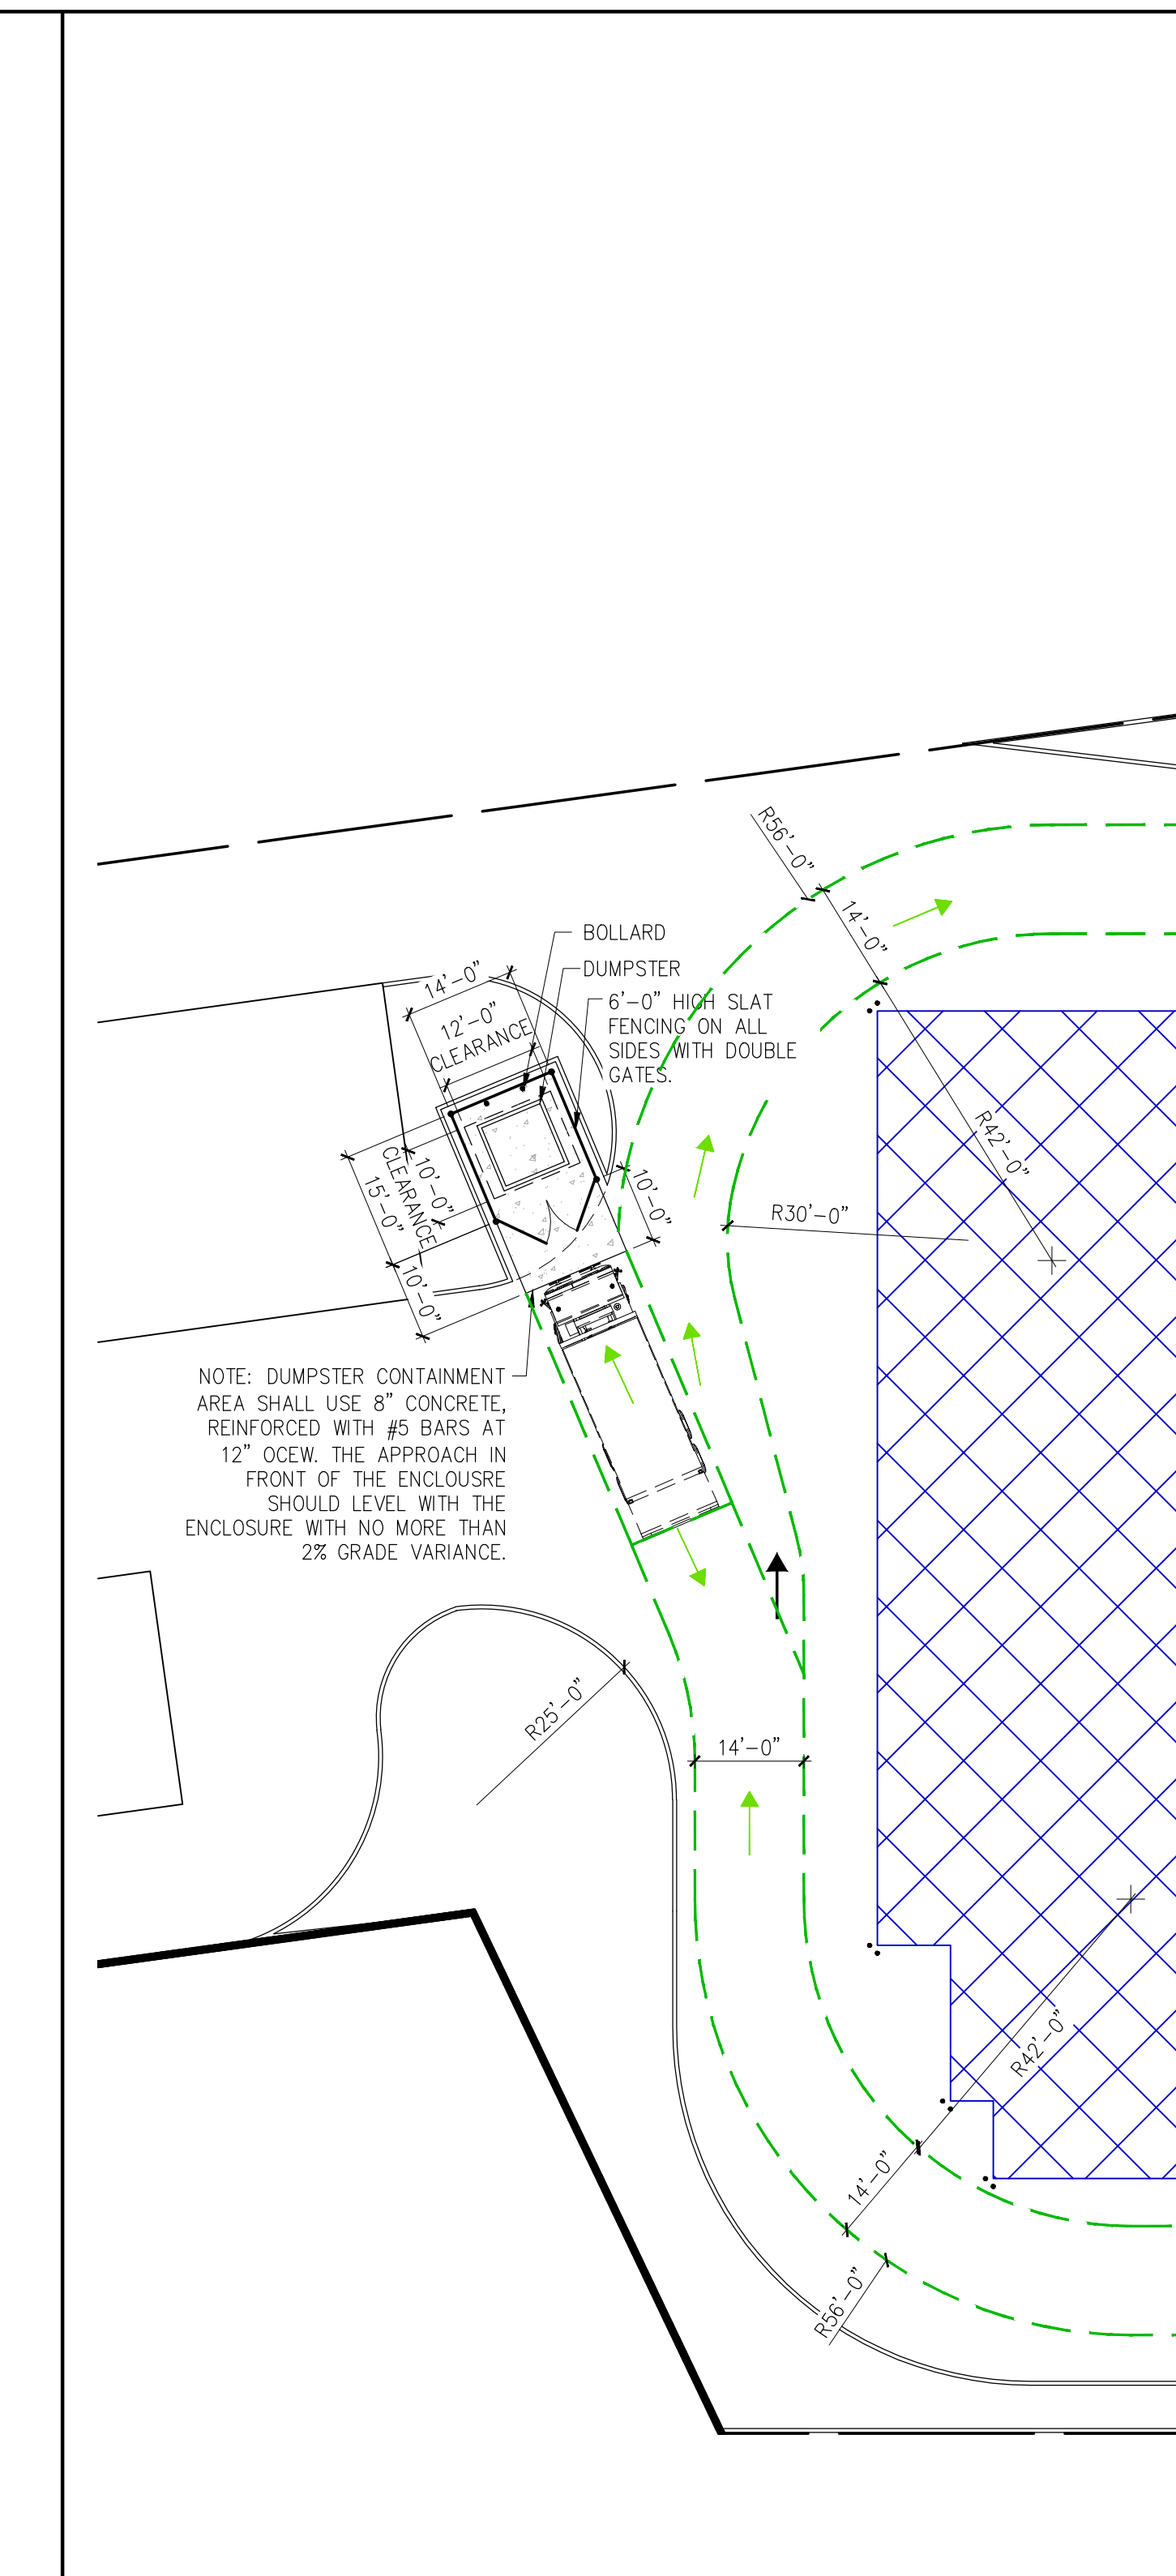 R56'-0"
14'-0"
BOLLARD
DUMPSTER
6'-0" HIGH SLAT
FENCING ON ALL
SIDES WITH DOUBLE
GATES.
14'-0"
12'-0"
CLEARANCE
R42'-0"
10'-0"
CLEARANCE
15'-0"
10'-0"
10'-0"
R30'-0"
NOTE: DUMPSTER CONTAINMENT
AREA SHALL USE 8" CONCRETE,
REINFORCED WITH #5 BARS AT
12" OCEW. THE APPROACH IN
FRONT OF THE ENCLOUSRE
SHOULD LEVEL WITH THE
ENCLOSURE WITH NO MORE THAN
2% GRADE VARIANCE.
R25'-0"
14'-0"
R42'-0"
14'-0"
R56'-0"